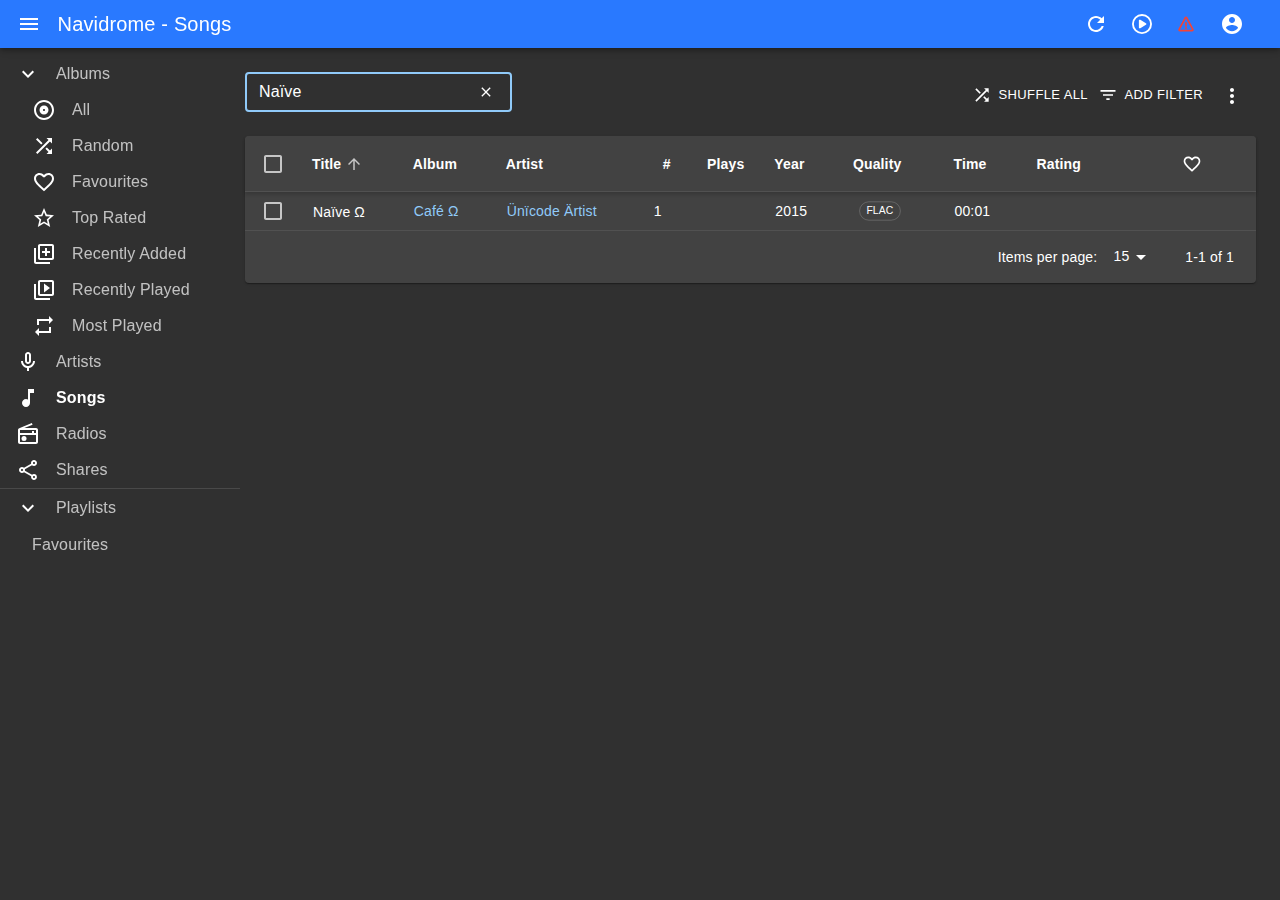 Navidrome - Songs
Albums
All
Random
Favourites
Top Rated
Recently Added
Recently Played
Most Played
Artists
Songs
Radios
Shares
Playlists
Favourites
Naïve
SHUFFLE ALL ADD FILTER
Title Album Artist # Plays Year Quality Time Rating
Naïve Ω Café Ω Ünïcode Ärtist 1 2015 FLAC 00:01
Items per page: 15 1-1 of 1